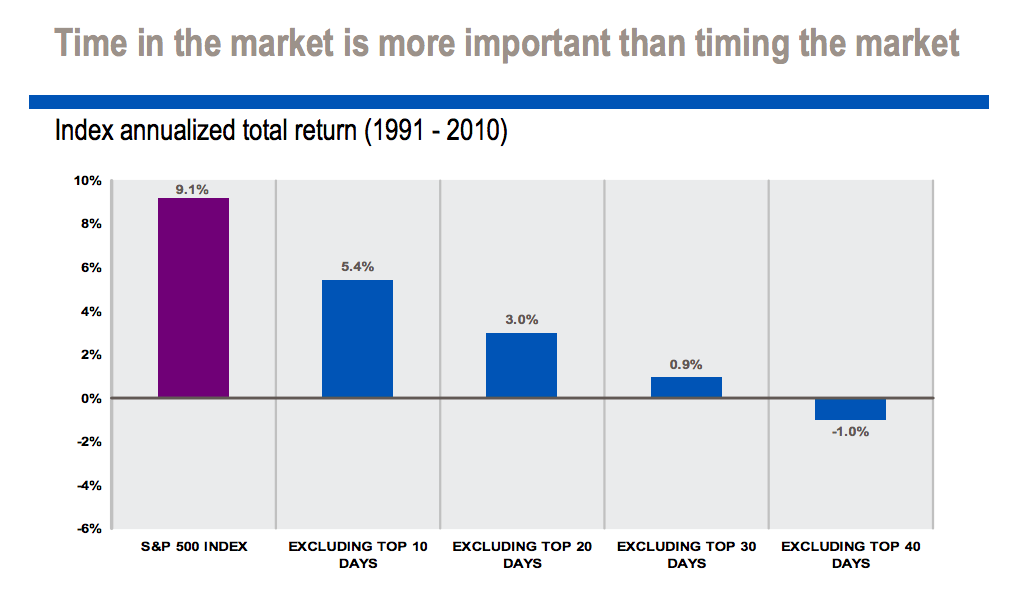 Time in the market is more important than timing the market
Index annualized total return (1991 - 2010)
10%
8%
6%
4%
2%
0%
-2%
-4%
-6%
9.1%
5.4%
3.0%
0.9%
-1.0%
S&P 500 INDEX
EXCLUDING TOP 10
DAYS
EXCLUDING TOP 20
DAYS
EXCLUDING TOP 30
DAYS
EXCLUDING TOP 40
DAYS